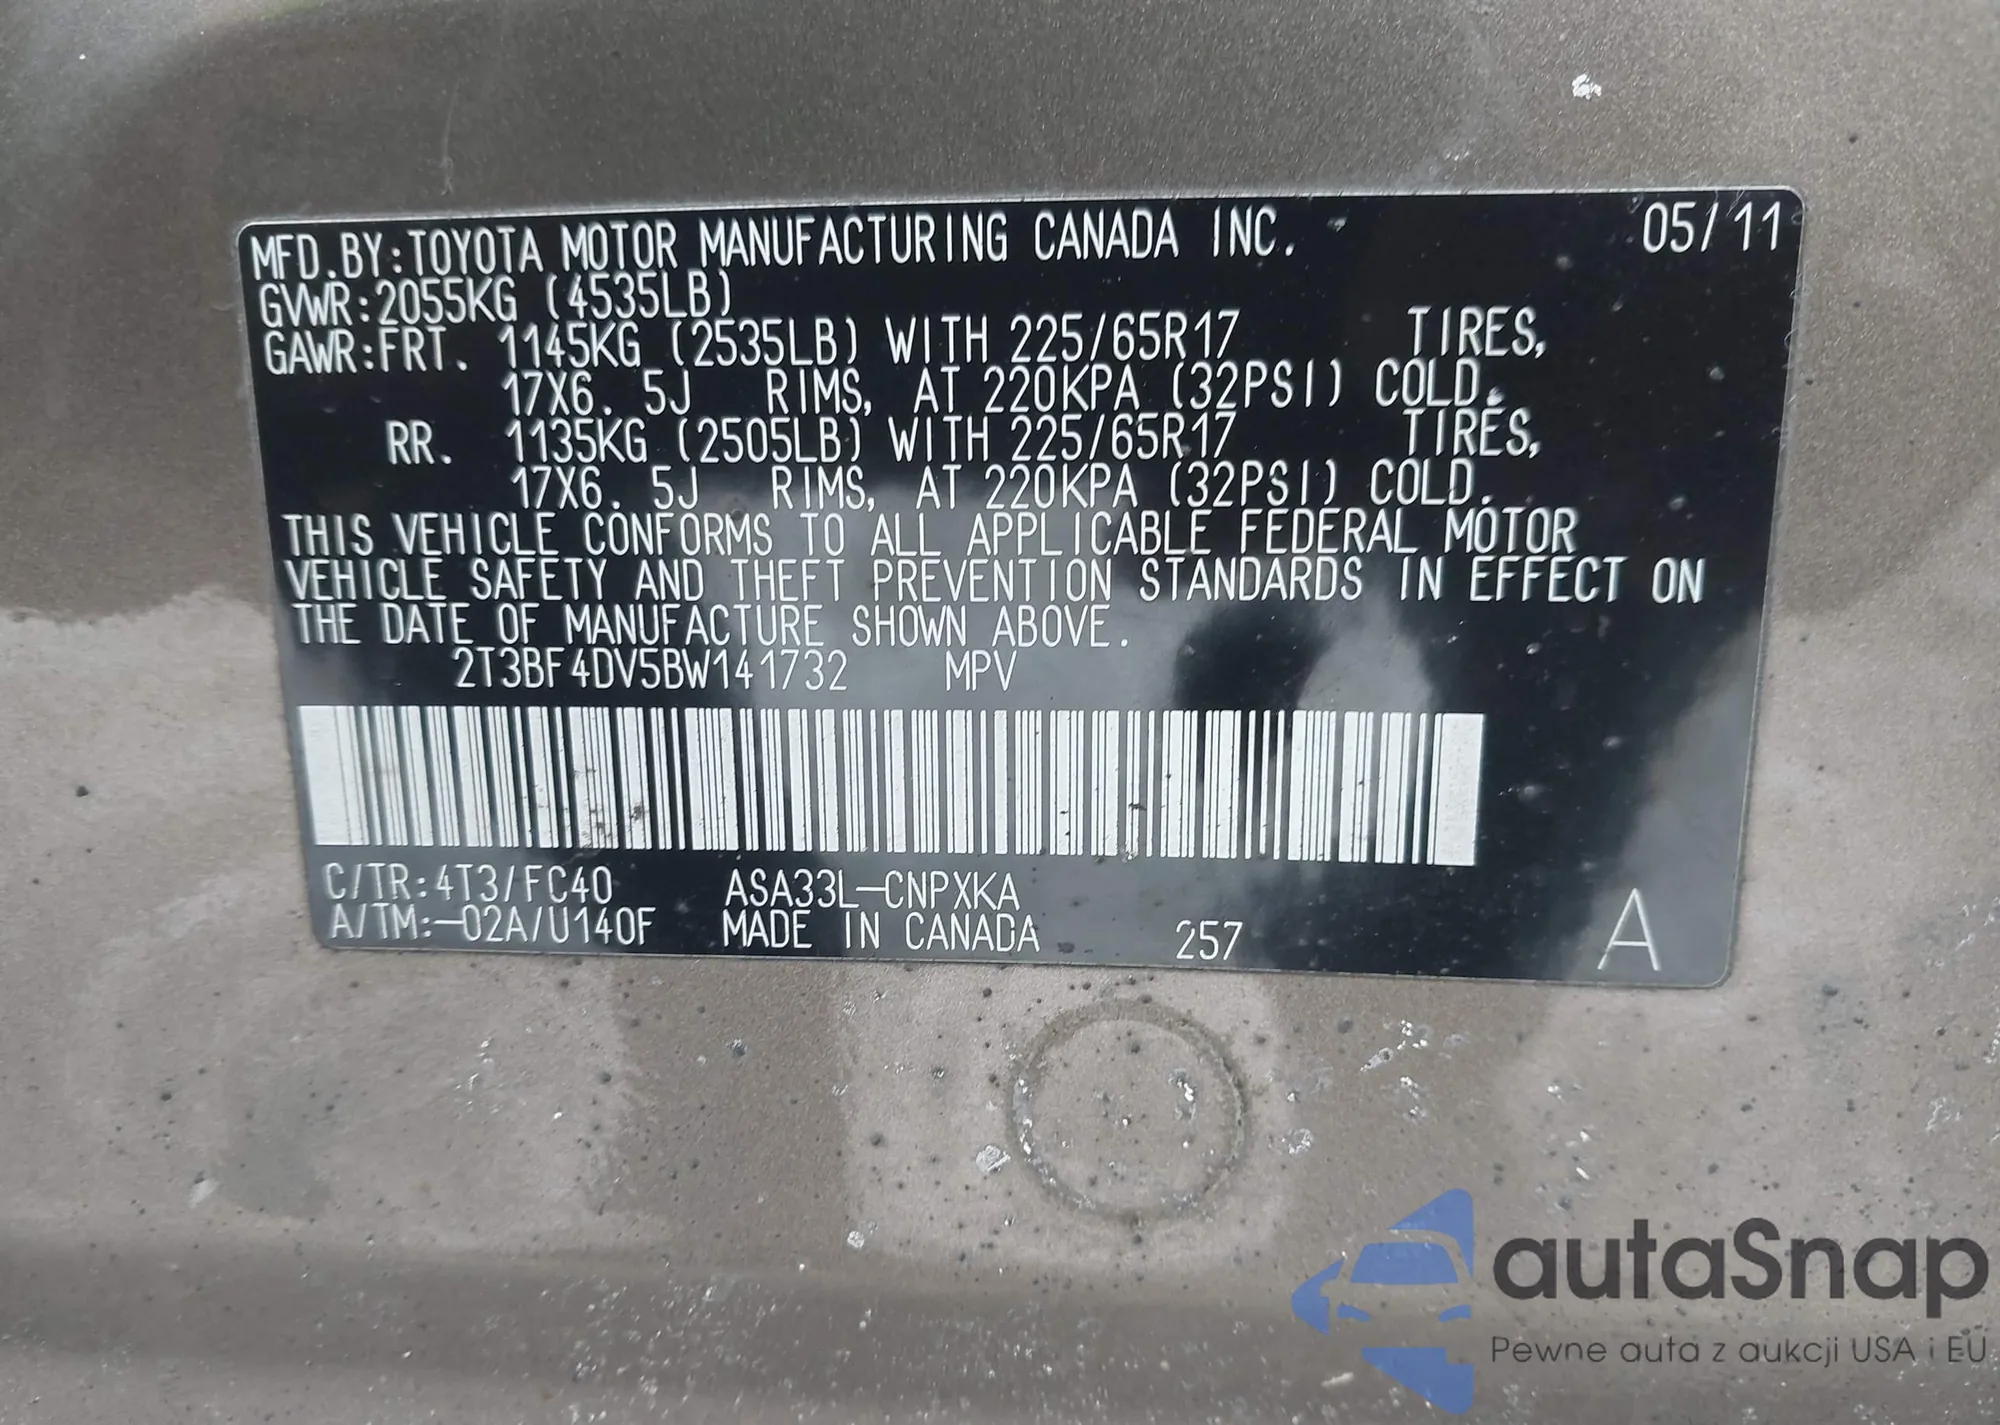 MFD.BY:TOYOTA MOTOR MANUFACTURING CANADA INC. 05/11
GVWR:2055KG (4535LB)
GAWR:FRT. 1145KG (2535LB) WITH 225/65R17 TIRES,
17X6.5J RIMS, AT 220KPA (32PSI) COLD.
RR. 1135KG (2505LB) WITH 225/65R17 TIRES,
17X6.5J RIMS, AT 220KPA (32PSI) COLD.
THIS VEHICLE CONFORMS TO ALL APPLICABLE FEDERAL MOTOR
VEHICLE SAFETY AND THEFT PREVENTION STANDARDS IN EFFECT ON
THE DATE OF MANUFACTURE SHOWN ABOVE.
2T3BF4DV5BW141732 MPV
C/TR:4T3/FC40 ASA33L-CNPXKA
A/TM:-02A/U140F MADE IN CANADA 257 A
autaSnap
Pewne auta z aukcji USA i EU